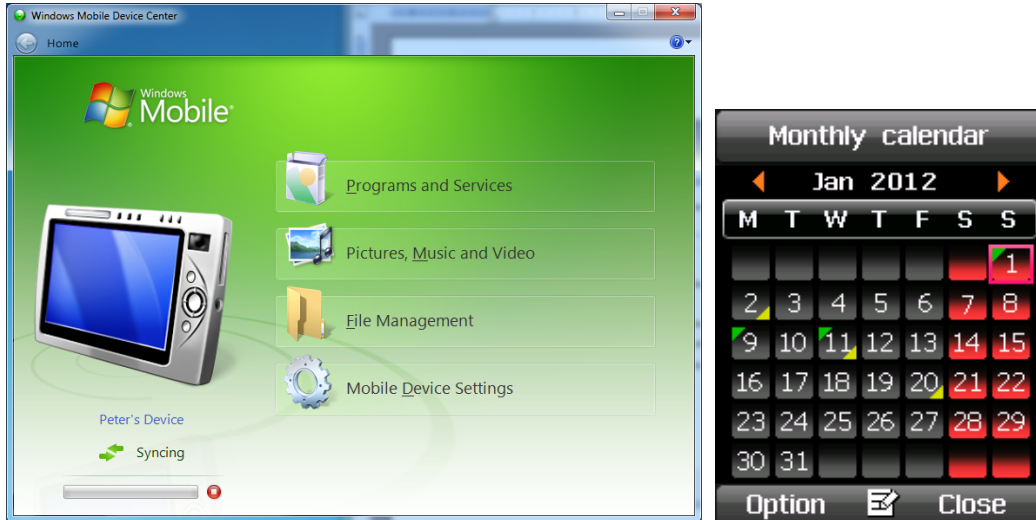 Windows Mobile Device Center
Home
Windows
Mobile
Programs and Services
Pictures, Music and Video
File Management
Mobile Device Settings
Peter's Device
Syncing
Monthly calendar
Jan 2012
M T W T F S S
1
2 3 4 5 6 7 8
9 10 11 12 13 14 15
16 17 18 19 20 21 22
23 24 25 26 27 28 29
30 31
Option Close